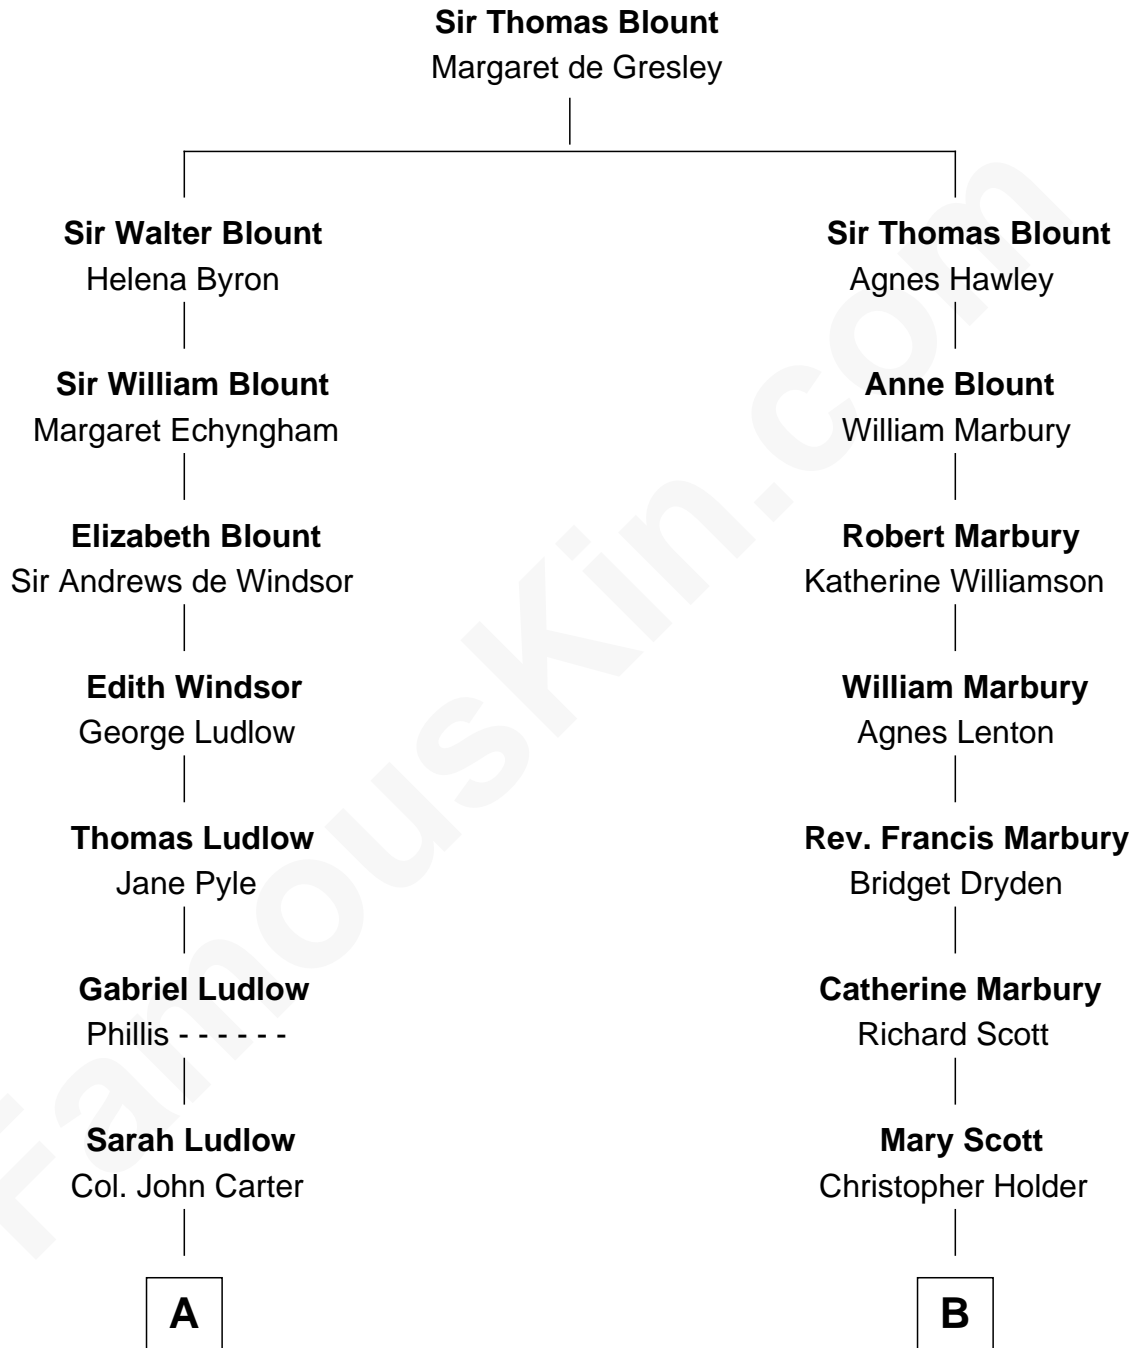 Sir Thomas Blount
Margaret de Gresley
Sir Walter Blount
Helena Byron
Sir William Blount
Margaret Echyngham
Elizabeth Blount
Sir Andrews de Windsor
Edith Windsor
George Ludlow
Thomas Ludlow
Jane Pyle
Gabriel Ludlow
Phillis - - - - - -
Sarah Ludlow
Col. John Carter
A
Sir Thomas Blount
Agnes Hawley
Anne Blount
William Marbury
Robert Marbury
Katherine Williamson
William Marbury
Agnes Lenton
Rev. Francis Marbury
Bridget Dryden
Catherine Marbury
Richard Scott
Mary Scott
Christopher Holder
B
FamousKin.com